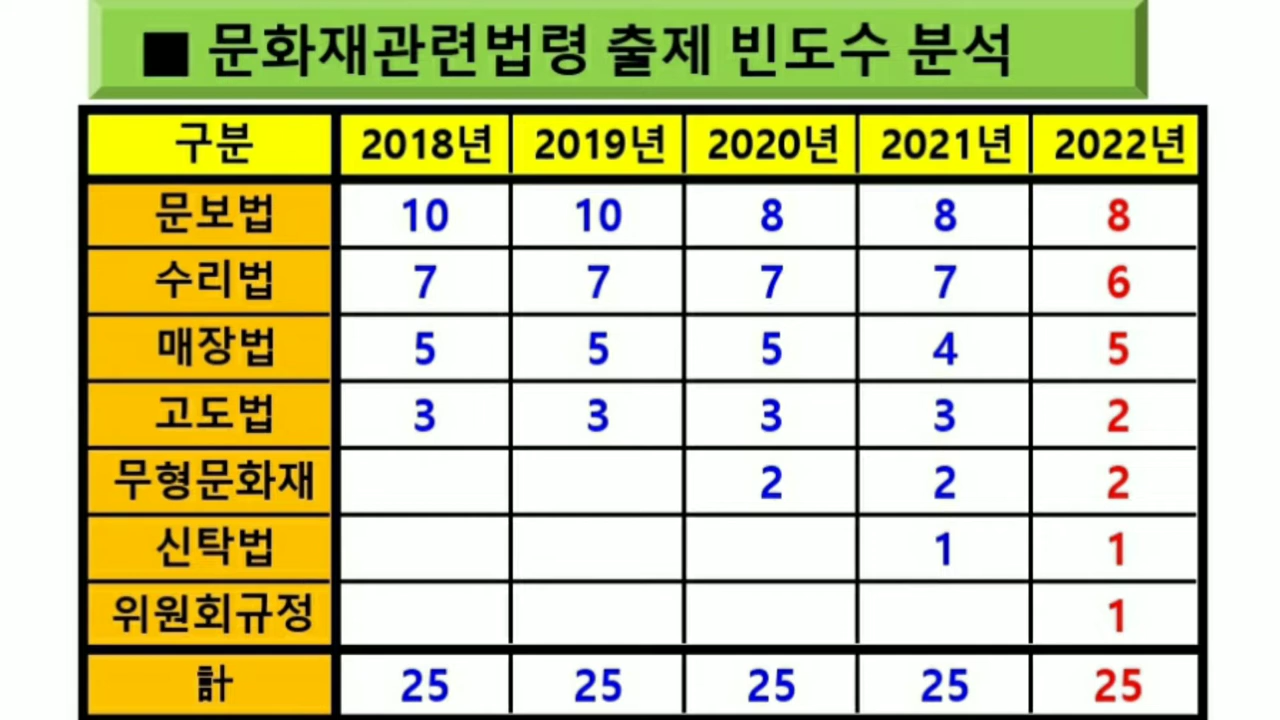 ■ 문화재관련법령 출제 빈도수 분석
구분 2018년 2019년 2020년 2021년 2022년
문보법 10 10 8 8 8
수리법 7 7 7 7 6
매장법 5 5 5 4 5
고도법 3 3 3 3 2
무형문화재 2 2 2
신탁법 1 1
위원회규정 1
計 25 25 25 25 25